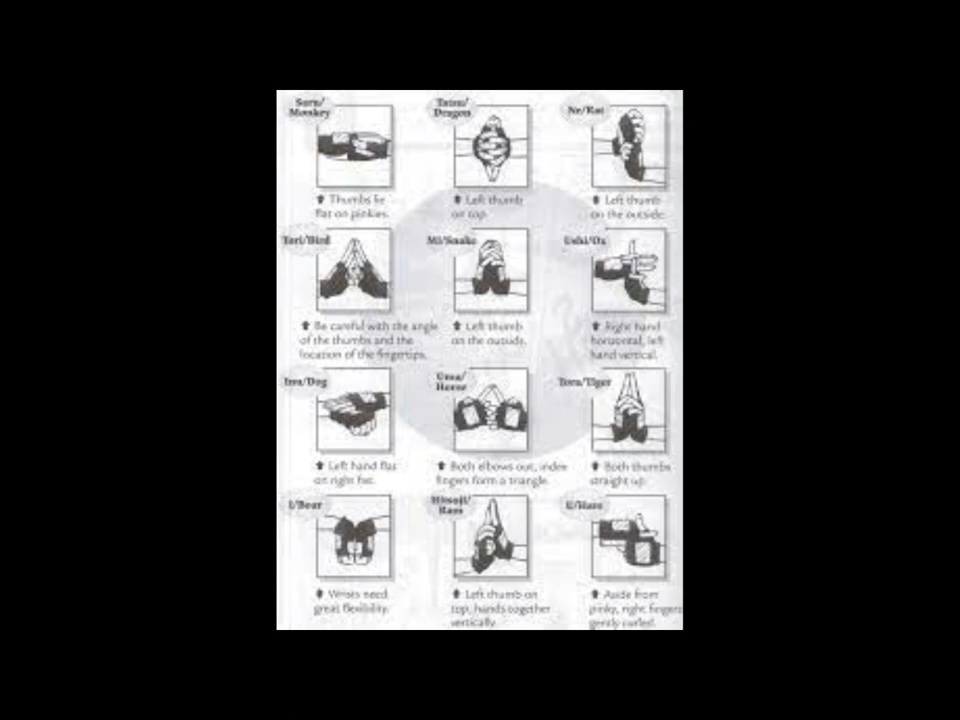 Saru/
Monkey
Tatsu/
Dragon
Ne/Rat
Thumbs lie
flat on pinkies.
Left thumb
on top.
Left thumb
on the outside.
Tori/Bird
Mi/Snake
Ushi/Ox
Be careful with the angle
of the thumbs and the
location of the fingertips.
Left thumb
on the outside.
Right hand
horizontal, left
hand vertical.
Inu/Dog
Uma/
Horse
Tora/Tiger
Left hand flat
on right fist.
Both elbows out, index
fingers form a triangle.
Both thumbs
straight up.
I/Boar
Hitsuji/
Ram
U/Hare
Wrists need
great flexibility.
Left thumb on
top, hands together
vertically.
Aside from
pinky, right fingers
gently curled.